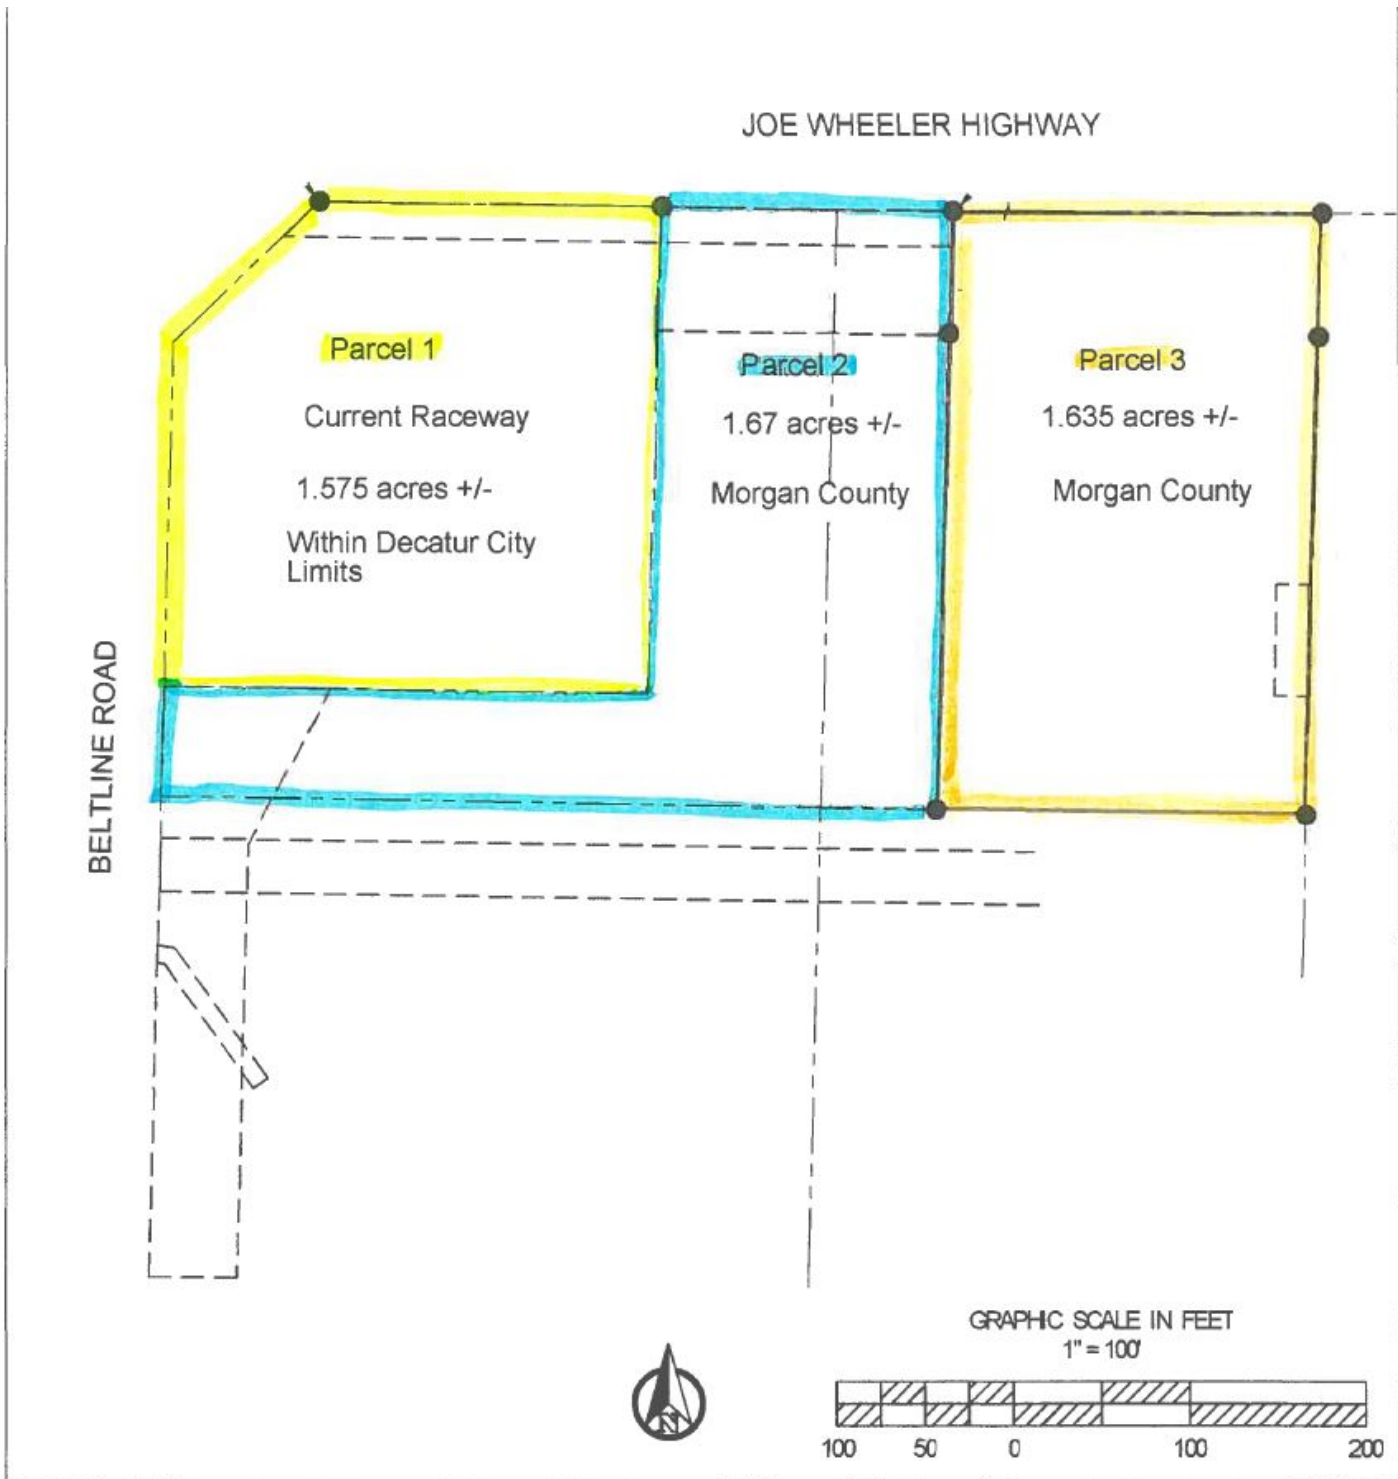 JOE WHEELER HIGHWAY
Parcel 1
Current Raceway
1.575 acres +/-
Within Decatur City
Limits
Parcel 2
1.67 acres +/-
Morgan County
Parcel 3
1.635 acres +/-
Morgan County
BELTLINE ROAD
GRAPHIC SCALE IN FEET
1" = 100'
N
100 50 0 100 200